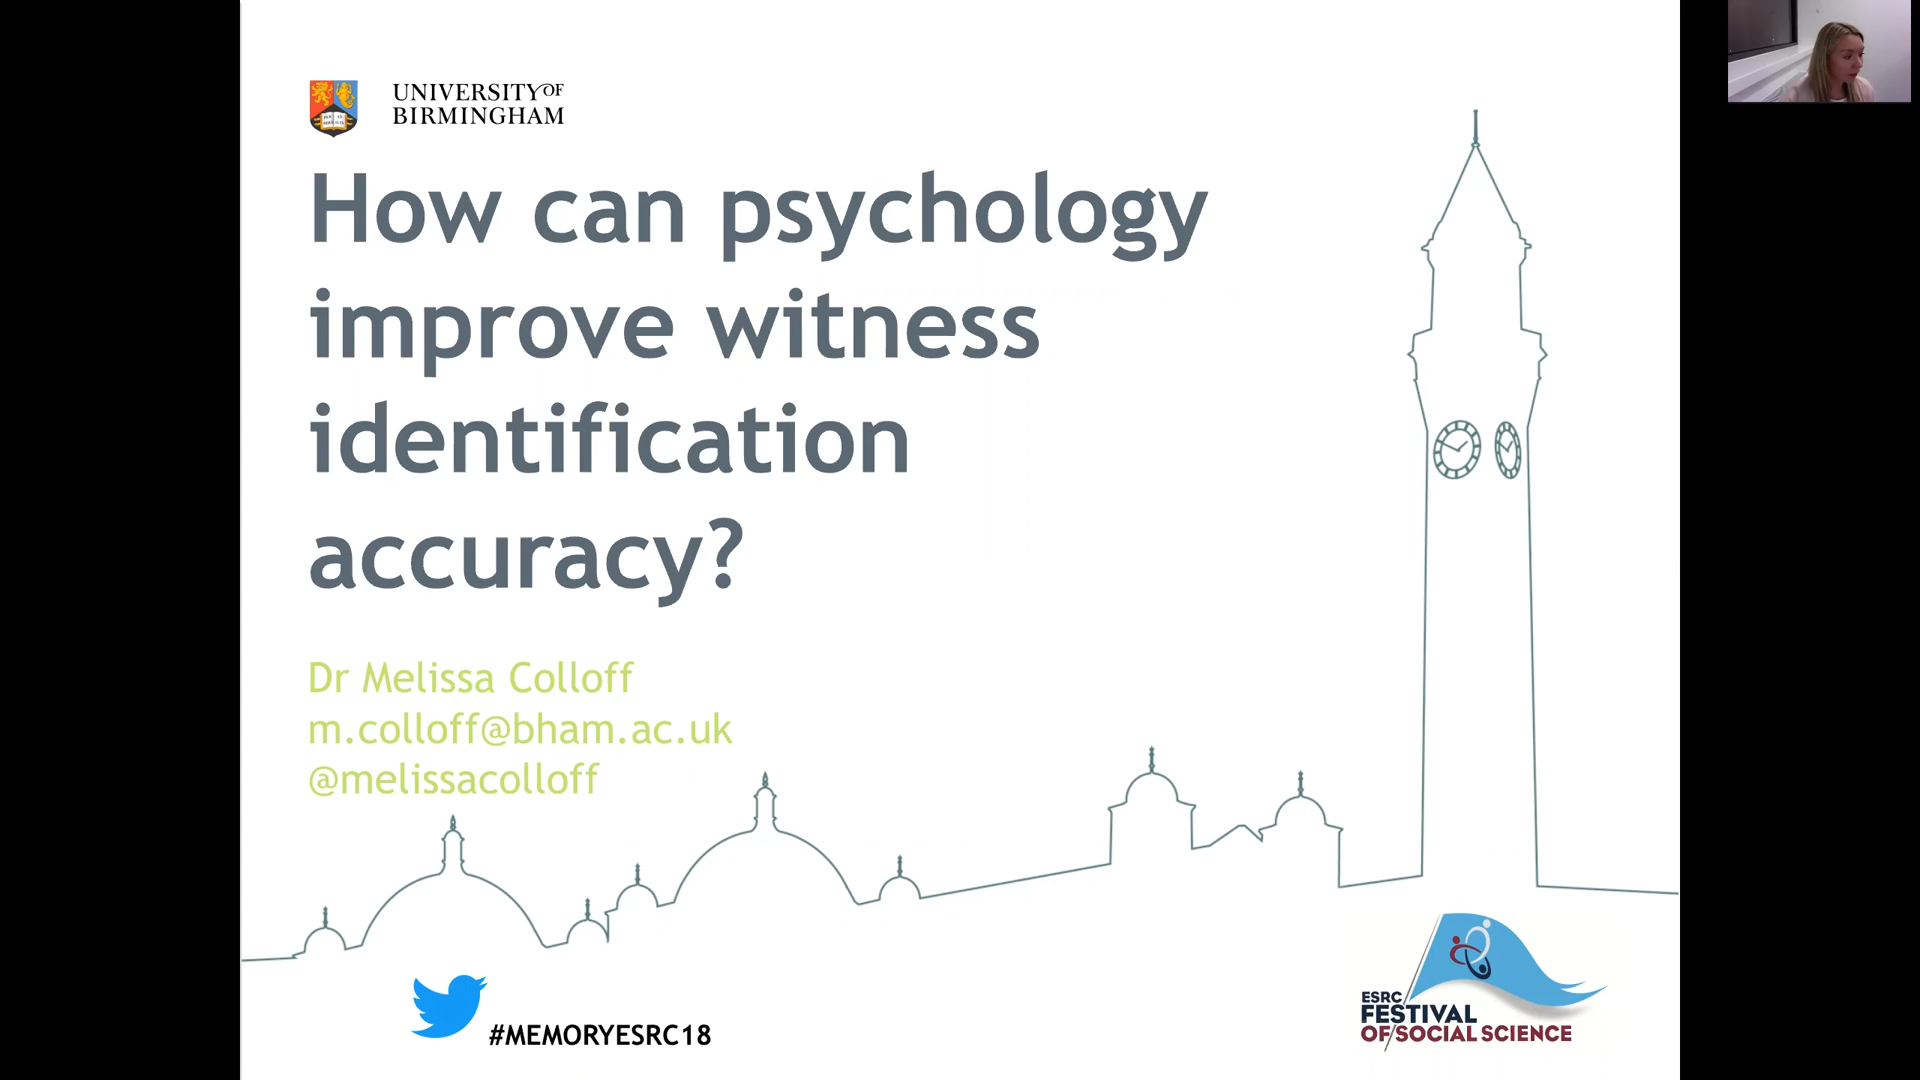 UNIVERSITY OF
BIRMINGHAM
How can psychology
improve witness
identification
accuracy?
Dr Melissa Colloff
m.colloff@bham.ac.uk
@melissacolloff
#MEMORYESRC18
ESRC
FESTIVAL
OF SOCIAL SCIENCE